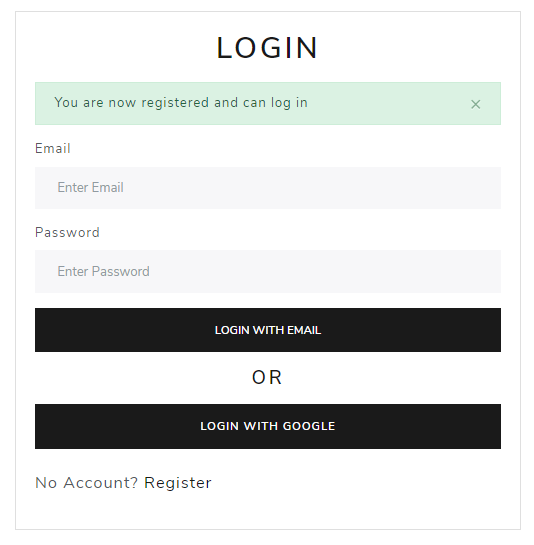 LOGIN
You are now registered and can log in ×
Email
Enter Email
Password
Enter Password
LOGIN WITH EMAIL
OR
LOGIN WITH GOOGLE
No Account? Register